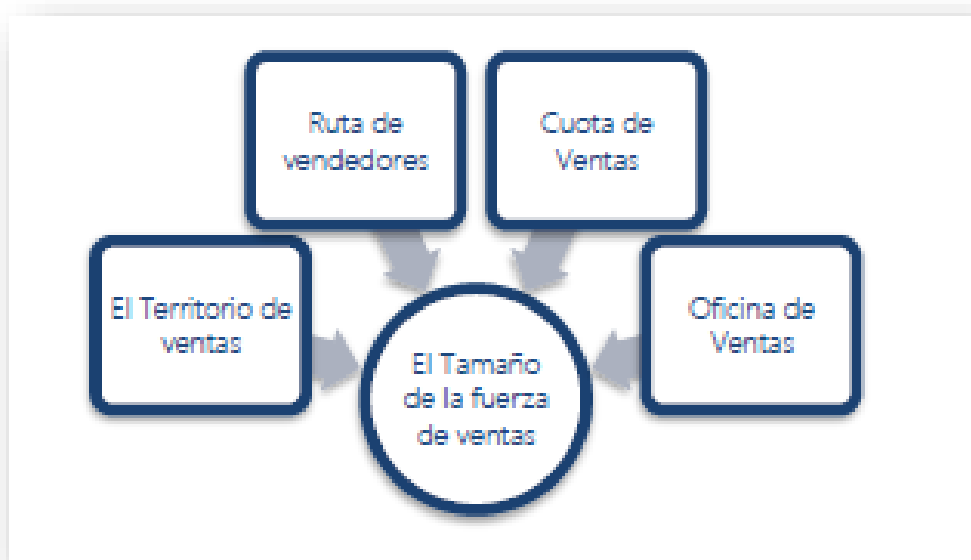 Ruta de
vendedores
Cuota de
Ventas
El Territorio de
ventas
Oficina de
Ventas
El Tamaño
de la fuerza
de ventas